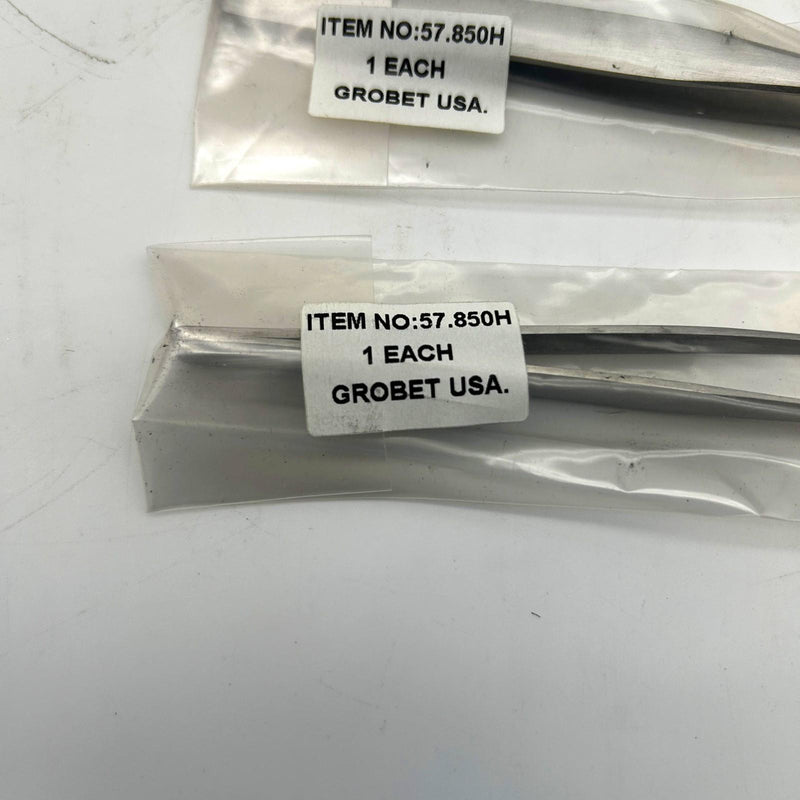 ITEM NO:57.850H
1 EACH
GROBET USA.
ITEM NO:57.850H
1 EACH
GROBET USA.